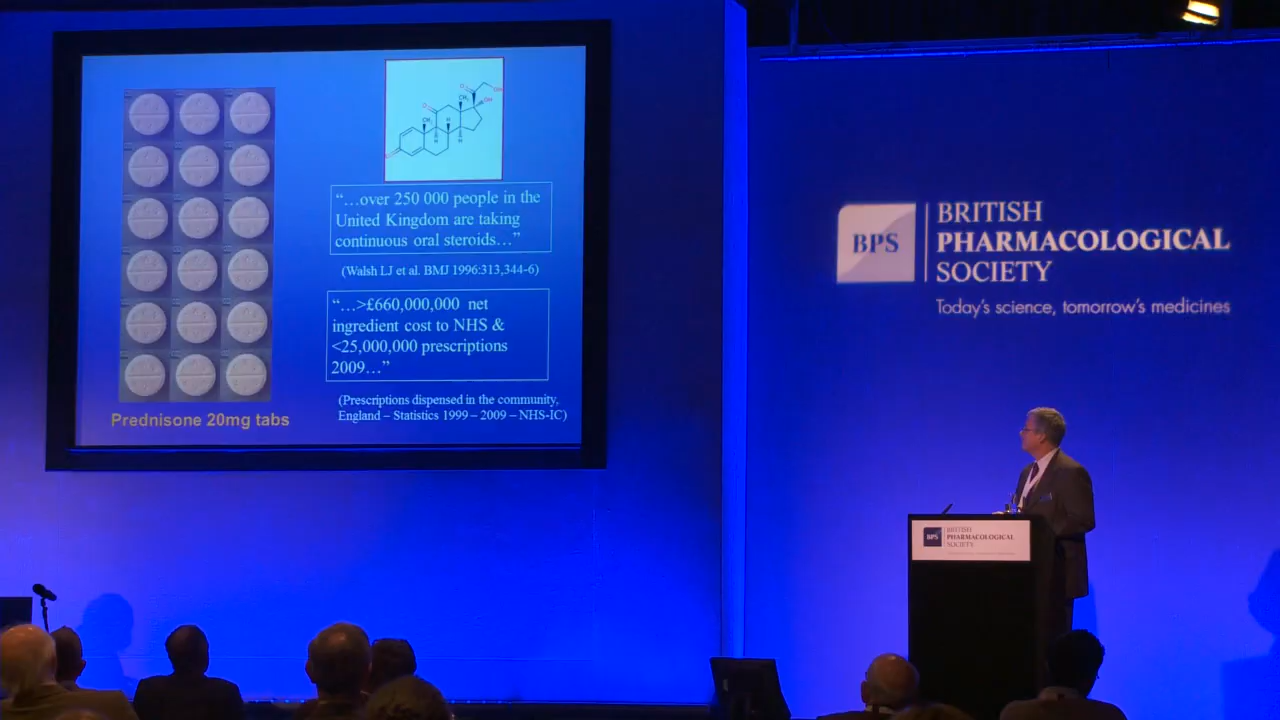 “…over 250 000 people in the
United Kingdom are taking
continuous oral steroids…”
(Walsh LJ et al. BMJ 1996:313,344-6)
“…>£660,000,000 net
ingredient cost to NHS &
<25,000,000 prescriptions
2009…”
(Prescriptions dispensed in the community,
England – Statistics 1999 – 2009 – NHS-IC)
Prednisone 20mg tabs
BPS
BRITISH
PHARMACOLOGICAL
SOCIETY
Today's science, tomorrow's medicines
BPS
BRITISH
PHARMACOLOGICAL
SOCIETY